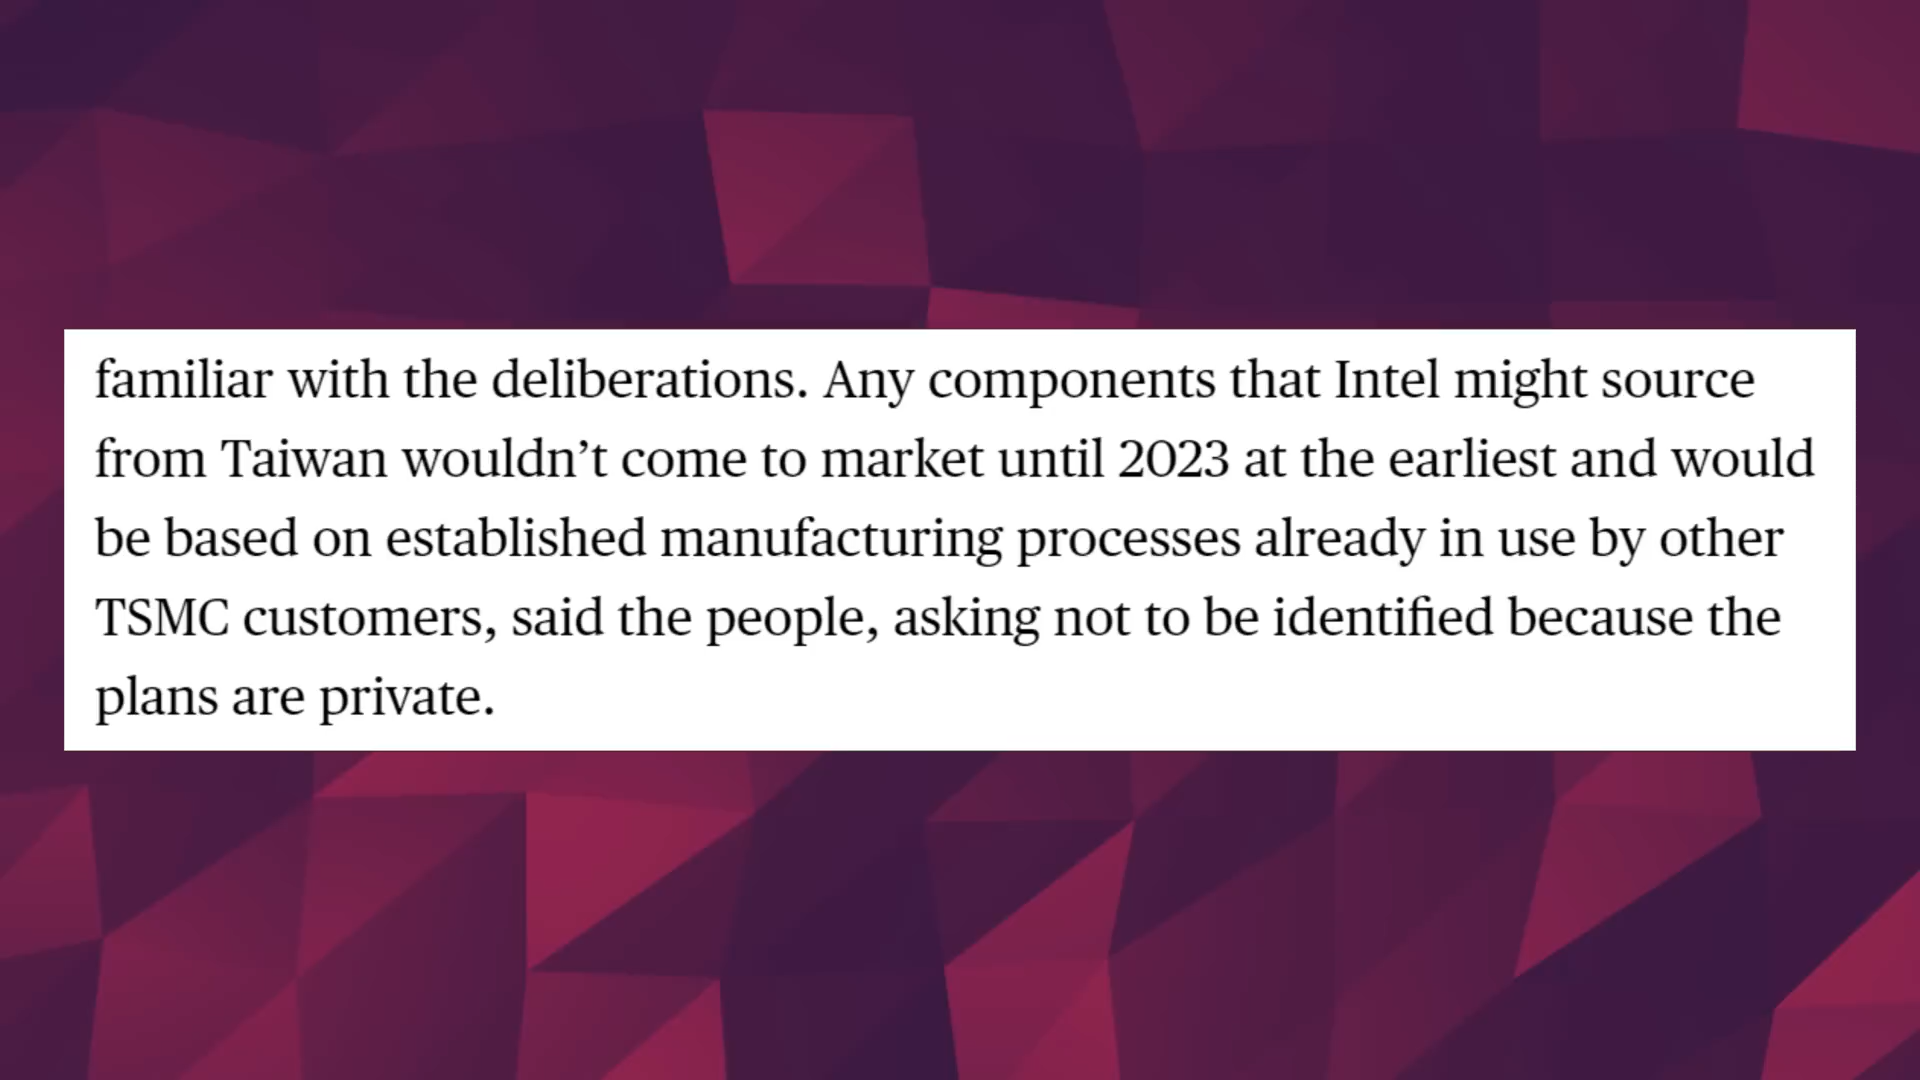 familiar with the deliberations. Any components that Intel might source
from Taiwan wouldn’t come to market until 2023 at the earliest and would
be based on established manufacturing processes already in use by other
TSMC customers, said the people, asking not to be identified because the
plans are private.